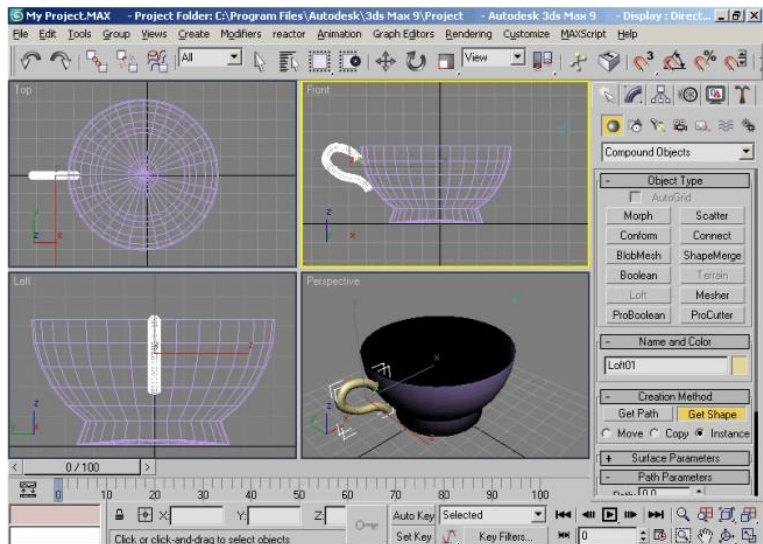 My Project.MAX - Project Folder: C:\Program Files\Autodesk\3ds Max 9\Project - Autodesk 3ds Max 9 - Display : Direct...
File Edit Tools Group Views Create Modifiers reactor Animation Graph Editors Rendering Customize MAXScript Help
All View
Top Front
Compound Objects
Object Type
AutoGrid
Morph Scatter
Conform Connect
BlobMesh ShapeMerge
Boolean Terrain
Loft Mesher
ProBoolean ProCutter
Left Perspective
Name and Color
Loft01
Creation Method
Get Path Get Shape
Move Copy Instance
Surface Parameters
Path Parameters
Path: 0.0
0 / 100
0 10 20 30 40 50 60 70 80 90 100
X: Y: Z: Auto Key Selected
Click or click-and-drag to select objects Set Key Key Filters... 0